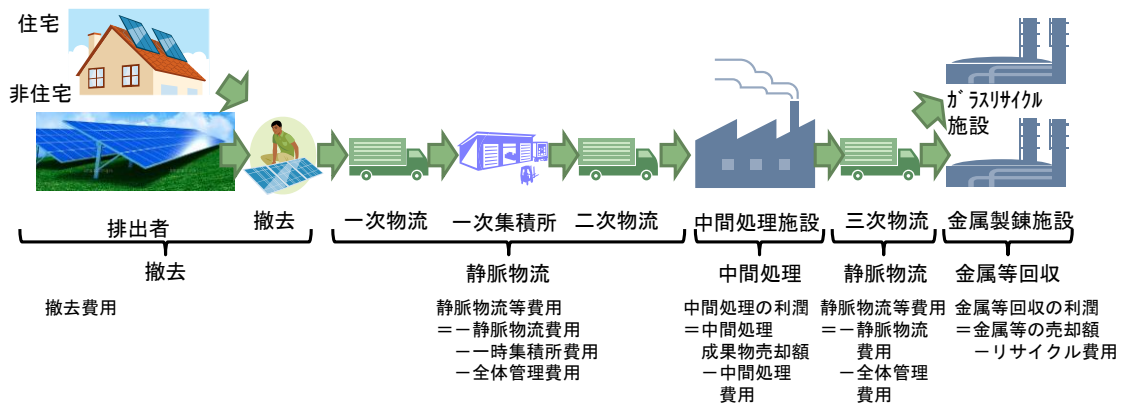 住宅
非住宅
ｶﾞﾗｽﾘｻｲｸﾙ
施設
排出者
撤去
一次物流
一次集積所
二次物流
中間処理施設
三次物流
金属製錬施設
撤去
静脈物流
中間処理
静脈物流
金属等回収
撤去費用
静脈物流等費用
＝－静脈物流費用
－一時集積所費用
－全体管理費用
中間処理の利潤
＝中間処理
成果物売却額
－中間処理
費用
静脈物流等費用
＝－静脈物流
費用
－全体管理
費用
金属等回収の利潤
＝金属等の売却額
－リサイクル費用